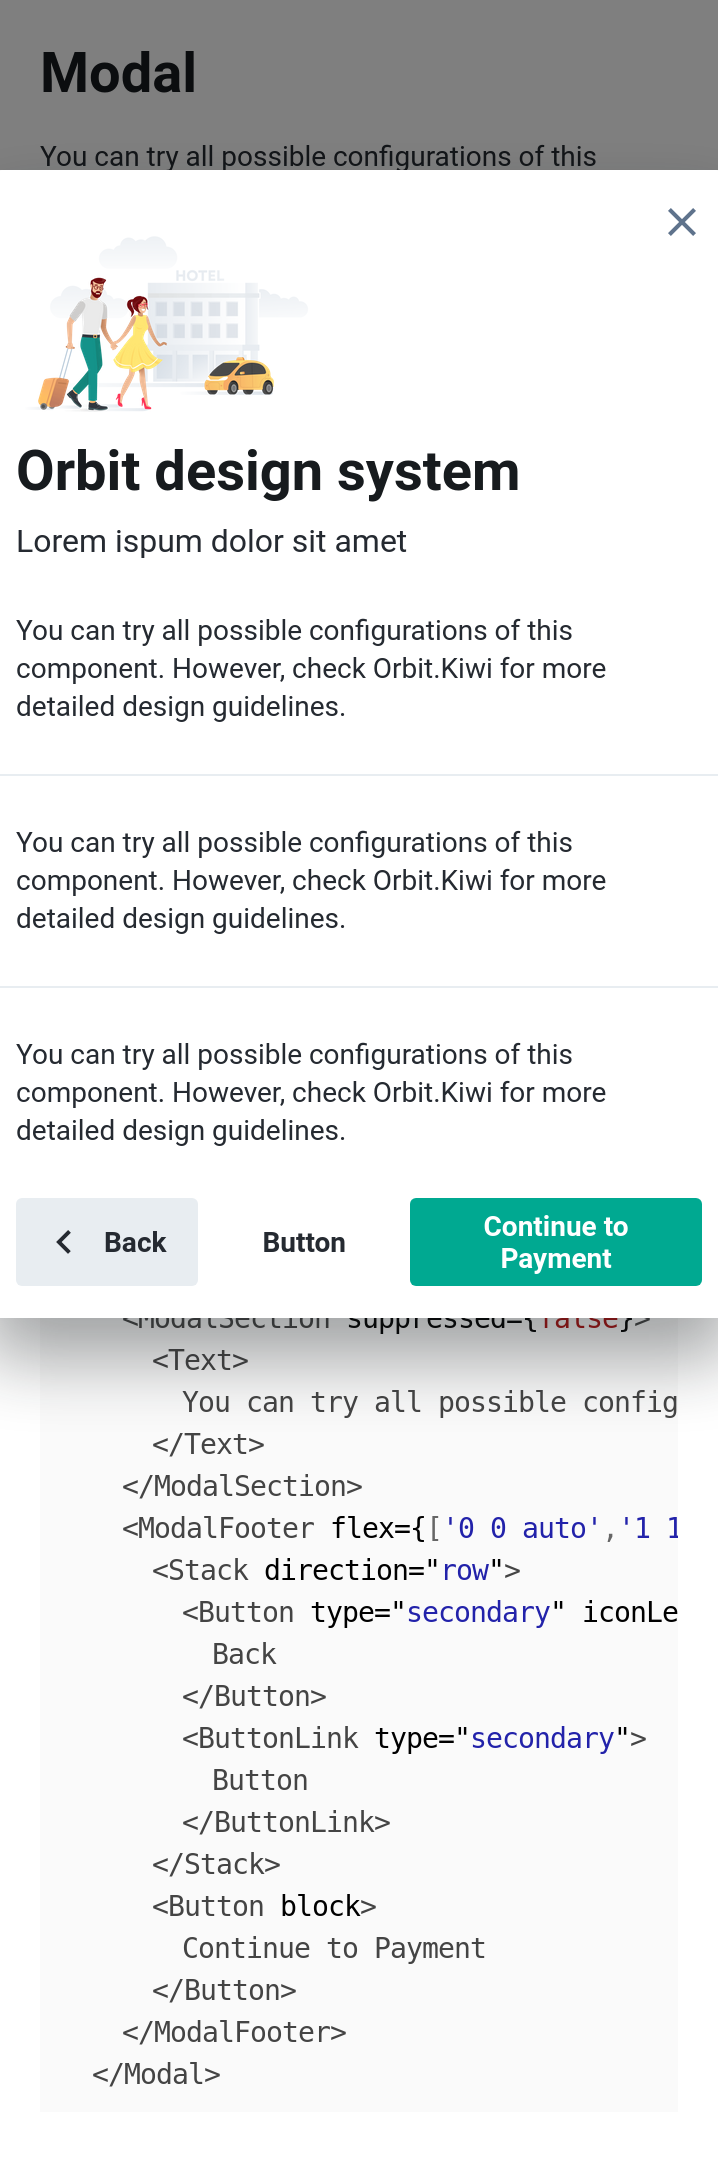 Modal
You can try all possible configurations of this
HOTEL
Orbit design system
Lorem ispum dolor sit amet
You can try all possible configurations of this
component. However, check Orbit.Kiwi for more
detailed design guidelines.
You can try all possible configurations of this
component. However, check Orbit.Kiwi for more
detailed design guidelines.
You can try all possible configurations of this
component. However, check Orbit.Kiwi for more
detailed design guidelines.
Back
Button
Continue to
Payment
<ModalSection suppressed={false}>
<Text>
You can try all possible config
</Text>
</ModalSection>
<ModalFooter flex={['0 0 auto','1 1
<Stack direction="row">
<Button type="secondary" iconLe
Back
</Button>
<ButtonLink type="secondary">
Button
</ButtonLink>
</Stack>
<Button block>
Continue to Payment
</Button>
</ModalFooter>
</Modal>